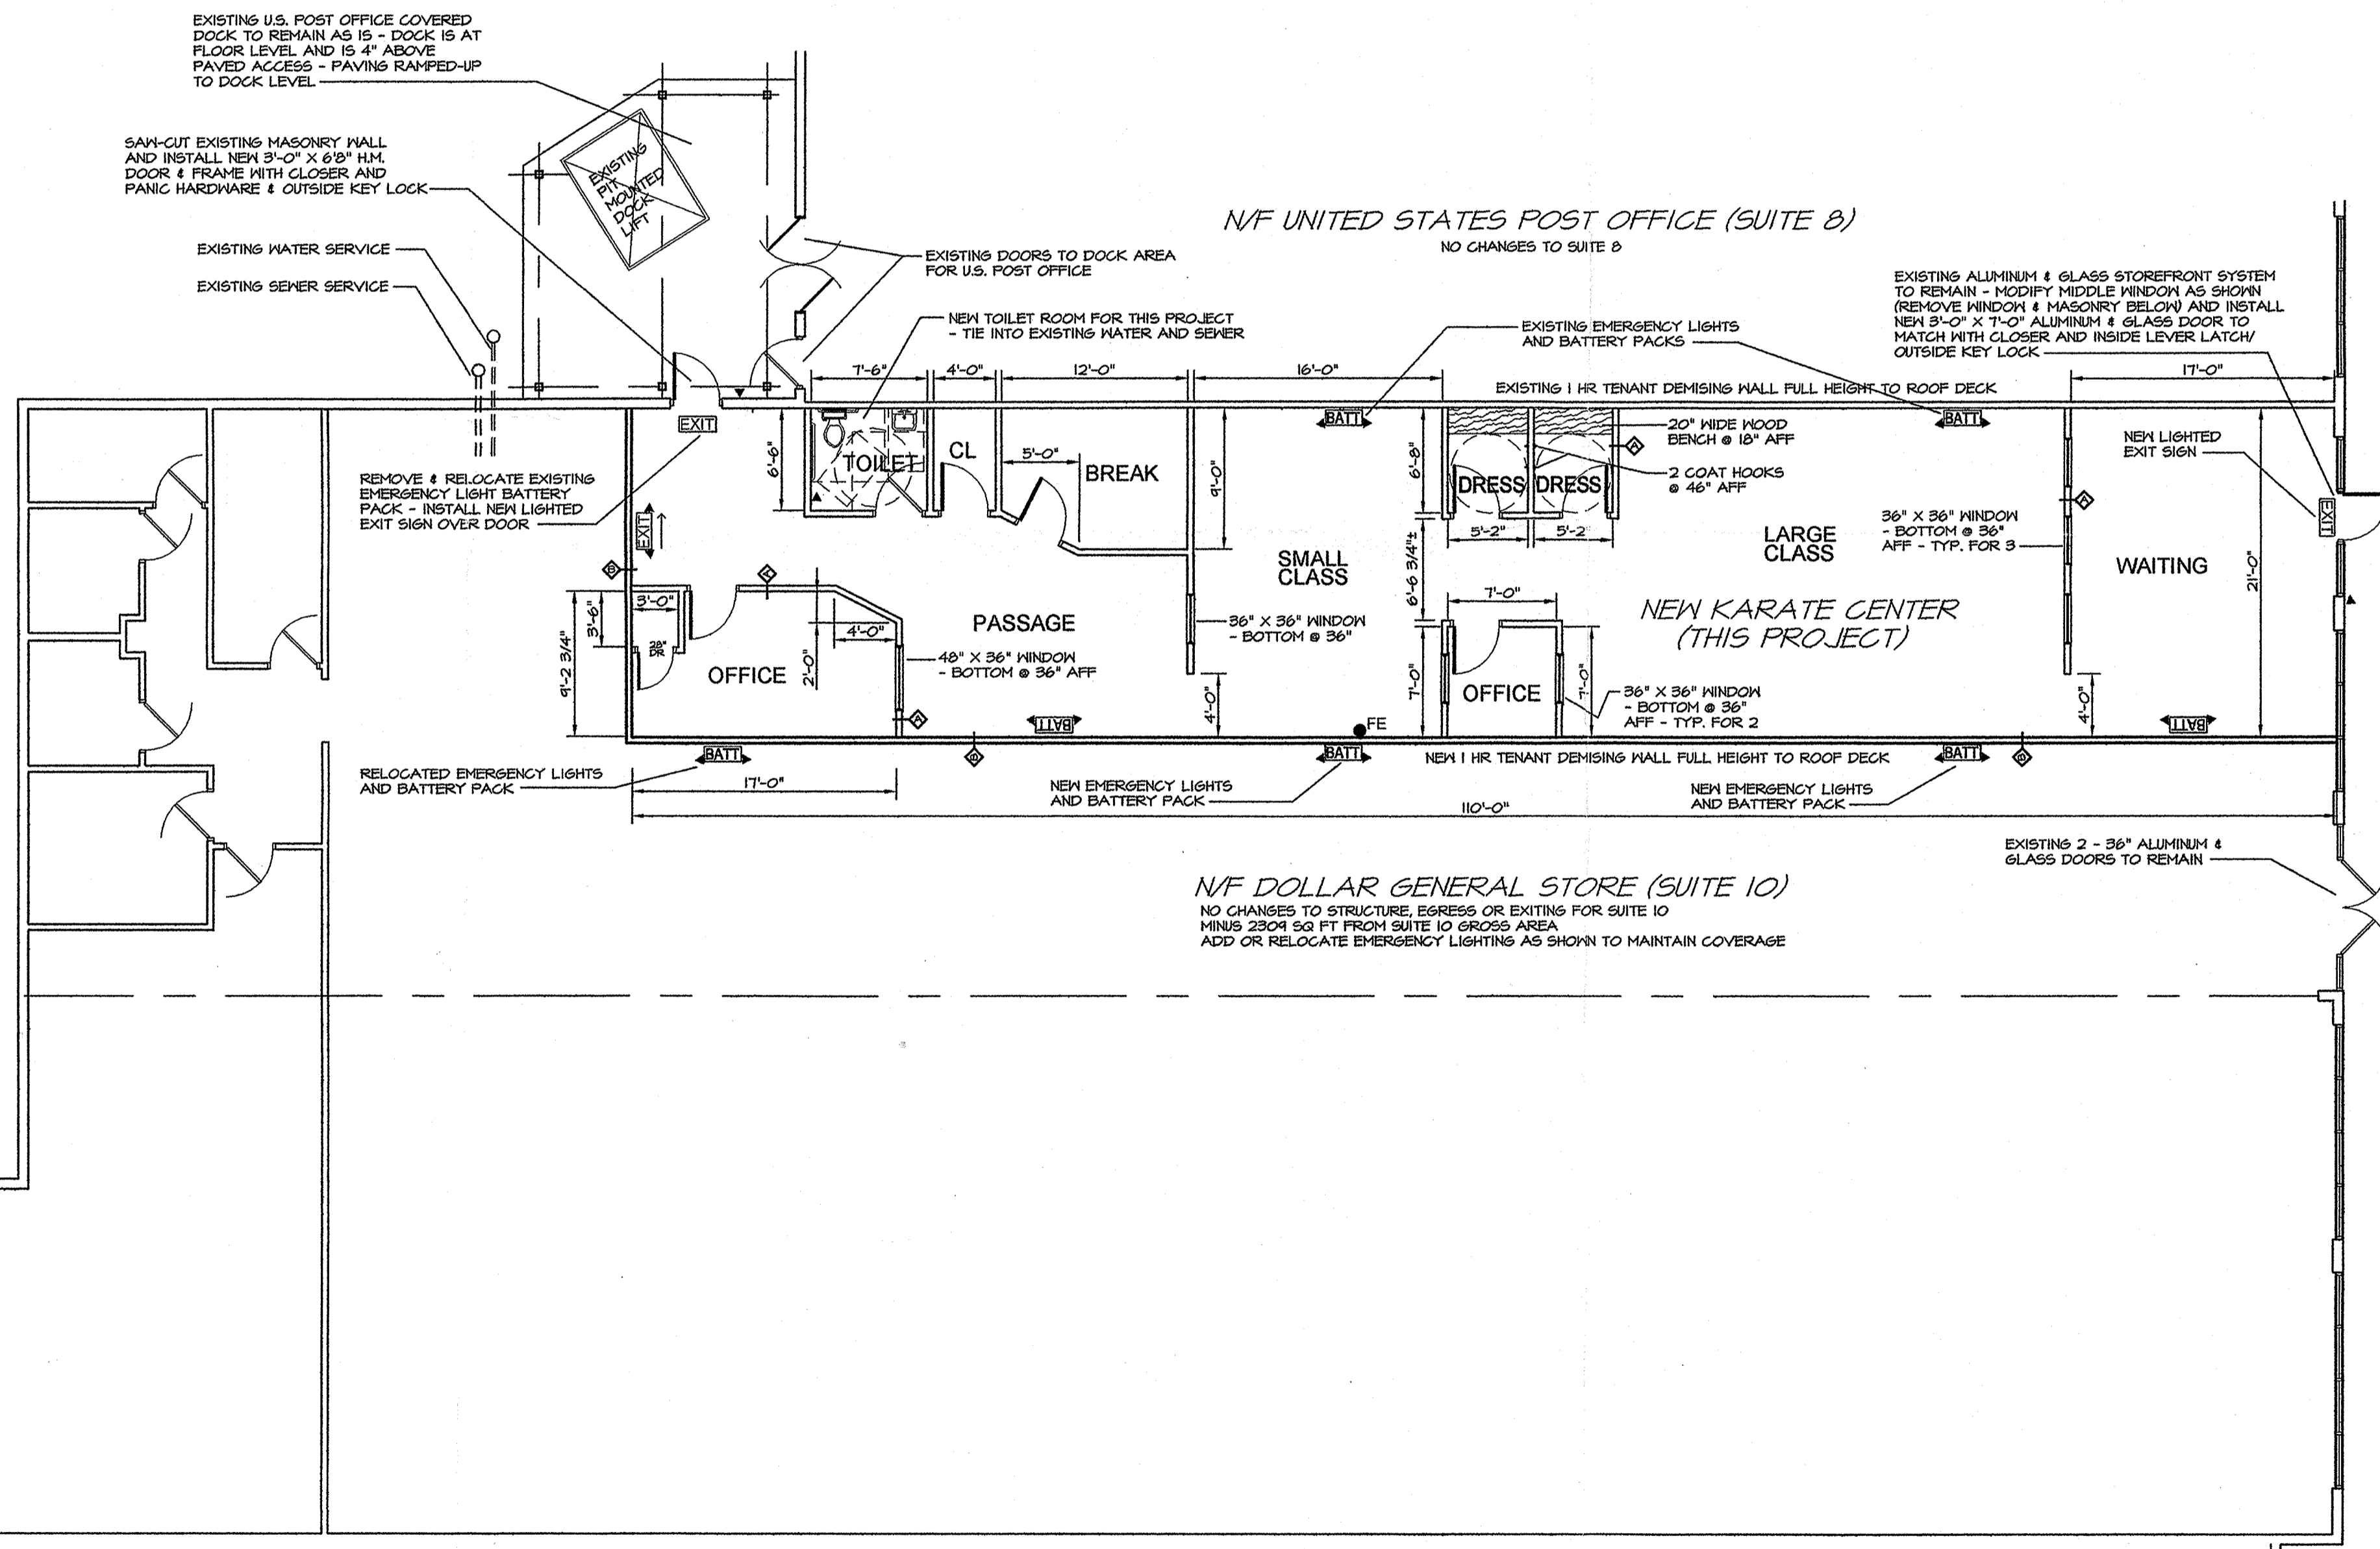 EXISTING U.S. POST OFFICE COVERED
DOCK TO REMAIN AS IS - DOCK IS AT
FLOOR LEVEL AND IS 4" ABOVE
PAVED ACCESS - PAVING RAMPED-UP
TO DOCK LEVEL
SAW-CUT EXISTING MASONRY WALL
AND INSTALL NEW 3'-0" X 6'8" H.M.
DOOR & FRAME WITH CLOSER AND
PANIC HARDWARE & OUTSIDE KEY LOCK
EXISTING
PIT
MOUNTED
DOCK
LIFT
EXISTING WATER SERVICE
EXISTING SEWER SERVICE
EXISTING DOORS TO DOCK AREA
FOR U.S. POST OFFICE
N/F UNITED STATES POST OFFICE (SUITE 8)
NO CHANGES TO SUITE 8
NEW TOILET ROOM FOR THIS PROJECT
- TIE INTO EXISTING WATER AND SEWER
EXISTING EMERGENCY LIGHTS
AND BATTERY PACKS
EXISTING ALUMINUM & GLASS STOREFRONT SYSTEM
TO REMAIN - MODIFY MIDDLE WINDOW AS SHOWN
(REMOVE WINDOW & MASONRY BELOW) AND INSTALL
NEW 3'-0" X 7'-0" ALUMINUM & GLASS DOOR TO
MATCH WITH CLOSER AND INSIDE LEVER LATCH/
OUTSIDE KEY LOCK
7'-6"
4'-0"
12'-0"
16'-0"
17'-0"
EXISTING 1 HR TENANT DEMISING WALL FULL HEIGHT TO ROOF DECK
EXIT
BATT
BATT
20" WIDE WOOD
BENCH @ 18" AFF
NEW LIGHTED
EXIT SIGN
6'-6"
TOILET
CL
5'-0"
BREAK
9'-0"
6'-8"
DRESS
DRESS
A
2 COAT HOOKS
@ 46" AFF
REMOVE & RELOCATE EXISTING
EMERGENCY LIGHT BATTERY
PACK - INSTALL NEW LIGHTED
EXIT SIGN OVER DOOR
EXIT
A
EXIT
36" X 36" WINDOW
- BOTTOM @ 36"
AFF - TYP. FOR 3
5'-2"
5'-2"
SMALL
CLASS
6'-6 3/4"±
LARGE
CLASS
WAITING
21'-0"
B
A
3'-0"
3'-6"
9'-2 3/4"
28"
DR
4'-0"
2'-0"
OFFICE
PASSAGE
36" X 36" WINDOW
- BOTTOM @ 36"
48" X 36" WINDOW
- BOTTOM @ 36" AFF
7'-0"
NEW KARATE CENTER
(THIS PROJECT)
7'-0"
OFFICE
7'-0"
36" X 36" WINDOW
- BOTTOM @ 36"
AFF - TYP. FOR 2
A
BATT
4'-0"
FE
4'-0"
BATT
BATT
B
BATT
NEW 1 HR TENANT DEMISING WALL FULL HEIGHT TO ROOF DECK
BATT
B
RELOCATED EMERGENCY LIGHTS
AND BATTERY PACK
17'-0"
NEW EMERGENCY LIGHTS
AND BATTERY PACK
NEW EMERGENCY LIGHTS
AND BATTERY PACK
110'-0"
EXISTING 2 - 36" ALUMINUM &
GLASS DOORS TO REMAIN
N/F DOLLAR GENERAL STORE (SUITE 10)
NO CHANGES TO STRUCTURE, EGRESS OR EXITING FOR SUITE 10
MINUS 2309 SQ FT FROM SUITE 10 GROSS AREA
ADD OR RELOCATE EMERGENCY LIGHTING AS SHOWN TO MAINTAIN COVERAGE